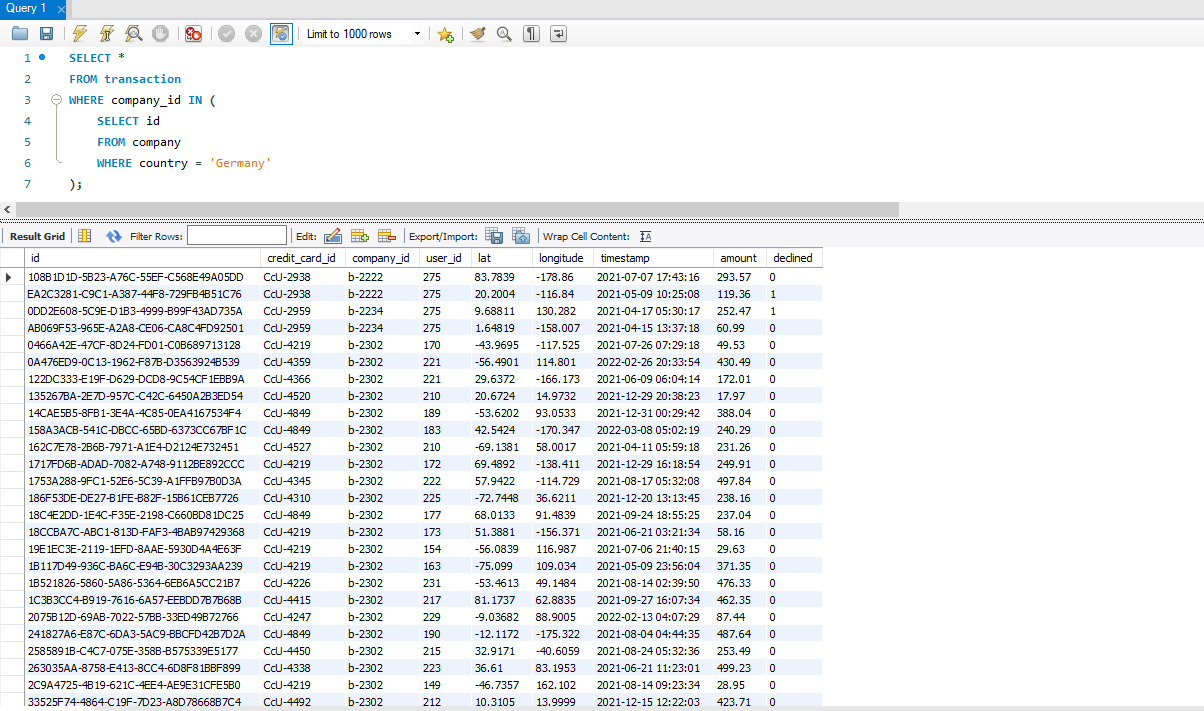 Query 1
Limit to 1000 rows
1 SELECT *
2 FROM transaction
3 WHERE company_id IN (
4 SELECT id
5 FROM company
6 WHERE country = 'Germany'
7 );
Result Grid Filter Rows: Edit: Export/Import: Wrap Cell Content:
id credit_card_id company_id user_id lat longitude timestamp amount declined
108B1D1D-5B23-A76C-55EF-C568E49A05DD CcU-2938 b-2222 275 83.7839 -178.86 2021-07-07 17:43:16 293.57 0
EA2C3281-C9C1-A387-44F8-729FB4B51C76 CcU-2938 b-2222 275 20.2004 -116.84 2021-05-09 10:25:08 119.36 1
0DD2E608-5C9E-D1B3-4999-B99F43AD735A CcU-2959 b-2234 275 9.68811 130.282 2021-04-17 05:30:17 252.47 1
AB069F53-965E-A2A8-CE06-CA8C4FD92501 CcU-2959 b-2234 275 1.64819 -158.007 2021-04-15 13:37:18 60.99 0
0466A42E-47CF-8D24-FD01-C0B689713128 CcU-4219 b-2302 170 -43.9695 -117.525 2021-07-26 07:29:18 49.53 0
0A476ED9-0C13-1962-F87B-D3563924B539 CcU-4359 b-2302 221 -56.4901 114.801 2022-02-26 20:33:54 430.49 0
122DC333-E19F-D629-DCD8-9C54CF1EBB9A CcU-4366 b-2302 221 29.6372 -166.173 2021-06-09 06:04:14 172.01 0
135267BA-2E7D-957C-C42C-6450A2B3ED54 CcU-4520 b-2302 210 20.6724 14.9732 2021-12-29 20:38:23 17.97 0
14CAE5B5-8FB1-3E4A-4C85-0EA4167534F4 CcU-4849 b-2302 189 -53.6202 93.0533 2021-12-31 00:29:42 388.04 0
158A3ACB-541C-DBCC-65BD-6373CC67BF1C CcU-4849 b-2302 183 42.5424 -170.347 2022-03-08 05:02:19 240.29 0
162C7E78-2B6B-7971-A1E4-D2124E732451 CcU-4527 b-2302 210 -69.1381 58.0017 2021-04-11 05:59:18 231.26 0
1717FD6B-ADAD-7082-A748-9112BE892CCC CcU-4219 b-2302 172 69.4892 -138.411 2021-12-29 16:18:54 249.91 0
1753A288-9FC1-52E6-5C39-A1FFB97B0D3A CcU-4345 b-2302 222 57.9422 -114.729 2021-08-17 05:32:08 497.84 0
186F53DE-DE27-B1FE-B82F-15B61CEB7726 CcU-4310 b-2302 225 -72.7448 36.6211 2021-12-20 13:13:45 238.16 0
18C4E2DD-1E4C-F35E-2198-C660BD81DC25 CcU-4849 b-2302 177 68.0133 91.4839 2021-09-24 18:55:25 237.04 0
18CCBA7C-ABC1-813D-FAF3-4BAB97429368 CcU-4219 b-2302 173 51.3881 -156.371 2021-06-21 03:21:34 58.16 0
19E1EC3E-2119-1EFD-8AAE-5930D4A4E63F CcU-4219 b-2302 154 -56.0839 116.987 2021-07-06 21:40:15 29.63 0
1B117D49-936C-BA6C-E94B-30C3293AA239 CcU-4219 b-2302 163 -75.099 109.034 2021-05-09 23:56:04 371.35 0
1B521826-5860-5A86-5364-6EB6A5CC21B7 CcU-4226 b-2302 231 -53.4613 49.1484 2021-08-14 02:39:50 476.33 0
1C3B3CC4-B919-7616-6A57-EEBDD7B7B68B CcU-4415 b-2302 217 81.1737 62.8835 2021-09-27 16:07:34 462.35 0
2075B12D-69AB-7022-57BB-33ED49B72766 CcU-4247 b-2302 229 -9.03682 88.9005 2022-02-13 04:07:29 87.44 0
241827A6-E87C-6DA3-5AC9-BBCFD42B7D2A CcU-4849 b-2302 190 -12.1172 -175.322 2021-08-04 04:44:35 487.64 0
2585891B-C4C7-075E-358B-B575339E5177 CcU-4450 b-2302 215 32.9171 -40.6059 2021-08-24 05:32:36 253.49 0
263035AA-8758-E413-8CC4-6D8F81BBF899 CcU-4338 b-2302 223 36.61 83.1953 2021-06-21 11:23:01 499.23 0
2C9A4725-4B19-621C-4EE4-AE9E31CFE5B0 CcU-4219 b-2302 149 -46.7357 162.102 2021-08-14 09:23:34 28.95 0
33525F74-4864-C19F-7D23-A8D78668B7C4 CcU-4492 b-2302 212 10.3105 13.9999 2021-12-15 12:22:03 423.71 0